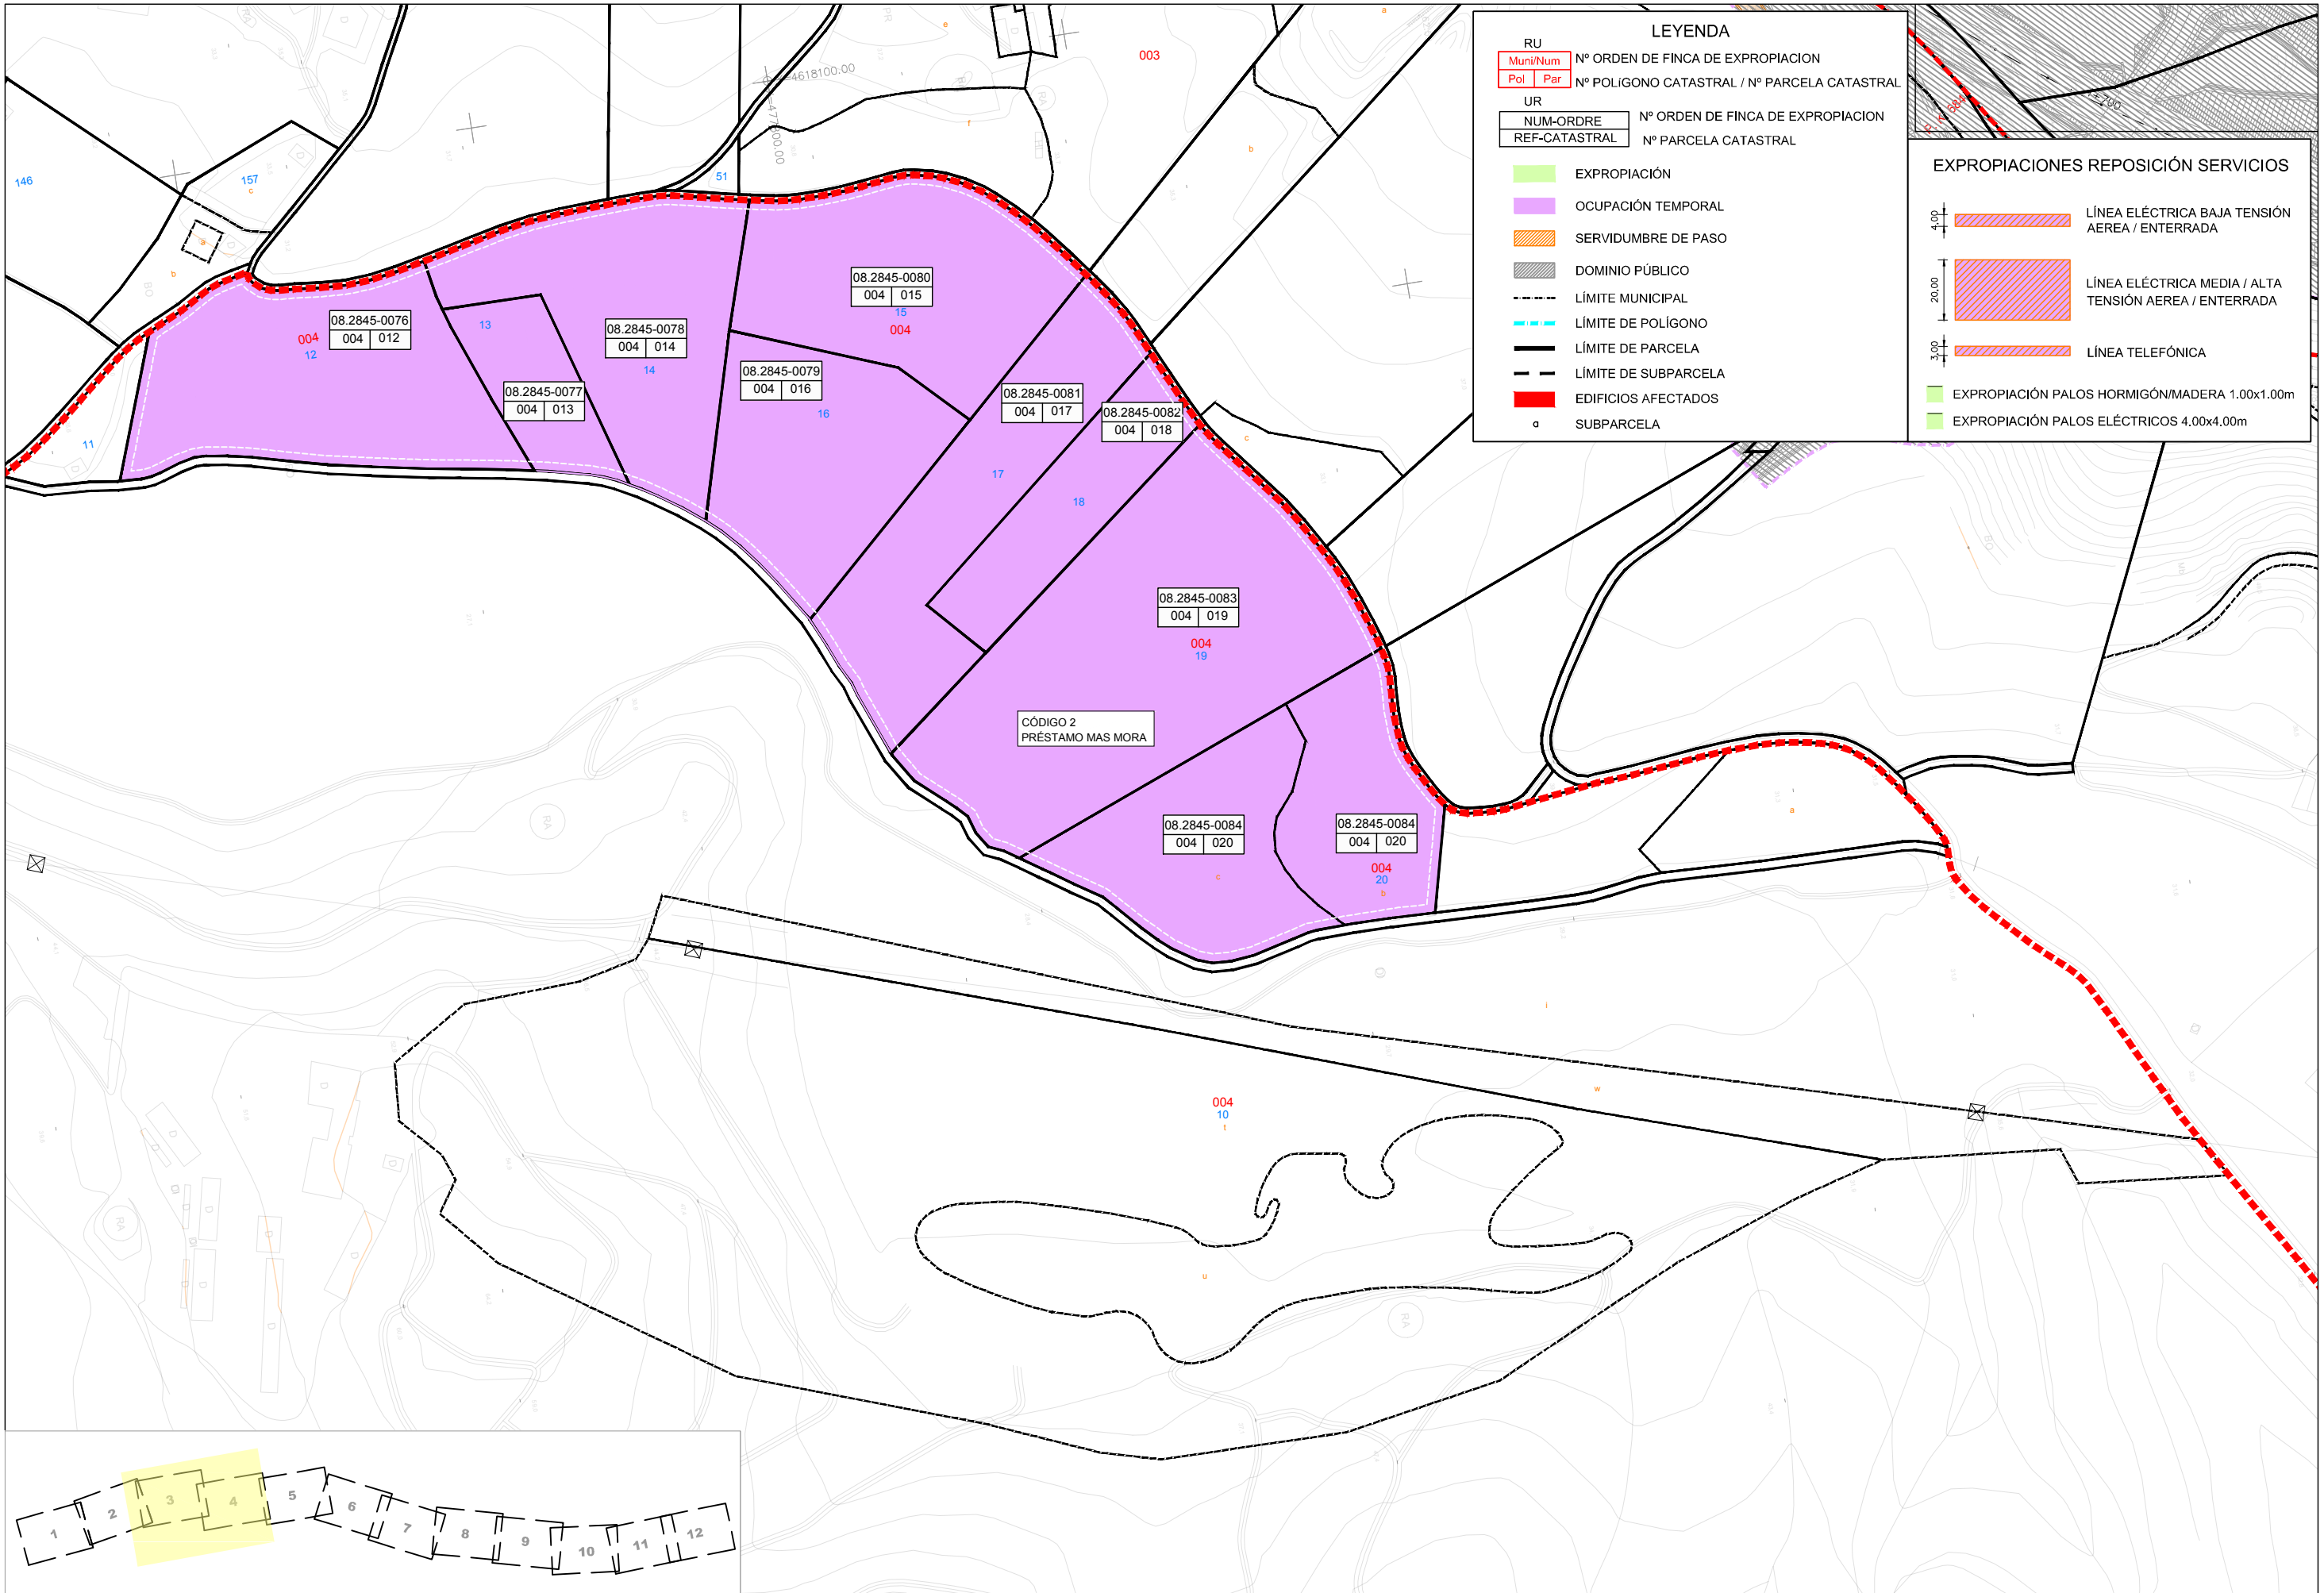 LEYENDA
RU
Muni/Num Nº ORDEN DE FINCA DE EXPROPIACION
Pol Par Nº POLíGONO CATASTRAL / Nº PARCELA CATASTRAL
UR
NUM-ORDRE Nº ORDEN DE FINCA DE EXPROPIACION
REF-CATASTRAL Nº PARCELA CATASTRAL
EXPROPIACIÓN
OCUPACIÓN TEMPORAL
SERVIDUMBRE DE PASO
DOMINIO PÚBLICO
LÍMITE MUNICIPAL
LÍMITE DE POLÍGONO
LÍMITE DE PARCELA
LÍMITE DE SUBPARCELA
EDIFICIOS AFECTADOS
a SUBPARCELA
EXPROPIACIONES REPOSICIÓN SERVICIOS
4,00
LÍNEA ELÉCTRICA BAJA TENSIÓN
AEREA / ENTERRADA
20,00
LÍNEA ELÉCTRICA MEDIA / ALTA
TENSIÓN AEREA / ENTERRADA
3,00
LÍNEA TELEFÓNICA
EXPROPIACIÓN PALOS HORMIGÓN/MADERA 1.00x1.00m
EXPROPIACIÓN PALOS ELÉCTRICOS 4.00x4.00m
003
146
157
c
a
b
51
e
f
a
b
c
11
08.2845-0076
004 012
004
12
13
08.2845-0077
004 013
08.2845-0078
004 014
14
08.2845-0080
004 015
15
004
08.2845-0079
004 016
16
08.2845-0081
004 017
17
08.2845-0082
004 018
18
08.2845-0083
004 019
004
19
CÓDIGO 2
PRÉSTAMO MAS MORA
08.2845-0084
004 020
c
08.2845-0084
004 020
004
20
a
i
w
004
10
t
u
RA
RA
RA
1
2
3
4
5
6
7
8
9
10
11
12